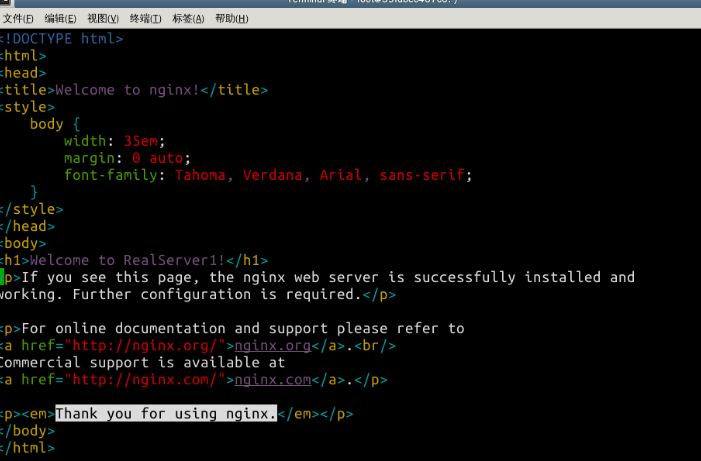 Terminal 终端
文件(F) 编辑(E) 视图(V) 终端(T) 标签(A) 帮助(H)
<!DOCTYPE html>
<html>
<head>
<title>Welcome to nginx!</title>
<style>
body {
width: 35em;
margin: 0 auto;
font-family: Tahoma, Verdana, Arial, sans-serif;
}
</style>
</head>
<body>
<h1>Welcome to RealServer1!</h1>
<p>If you see this page, the nginx web server is successfully installed and
working. Further configuration is required.</p>
<p>For online documentation and support please refer to
<a href="http://nginx.org/">nginx.org</a>.<br/>
Commercial support is available at
<a href="http://nginx.com/">nginx.com</a>.</p>
<p><em>Thank you for using nginx.</em></p>
</body>
</html>